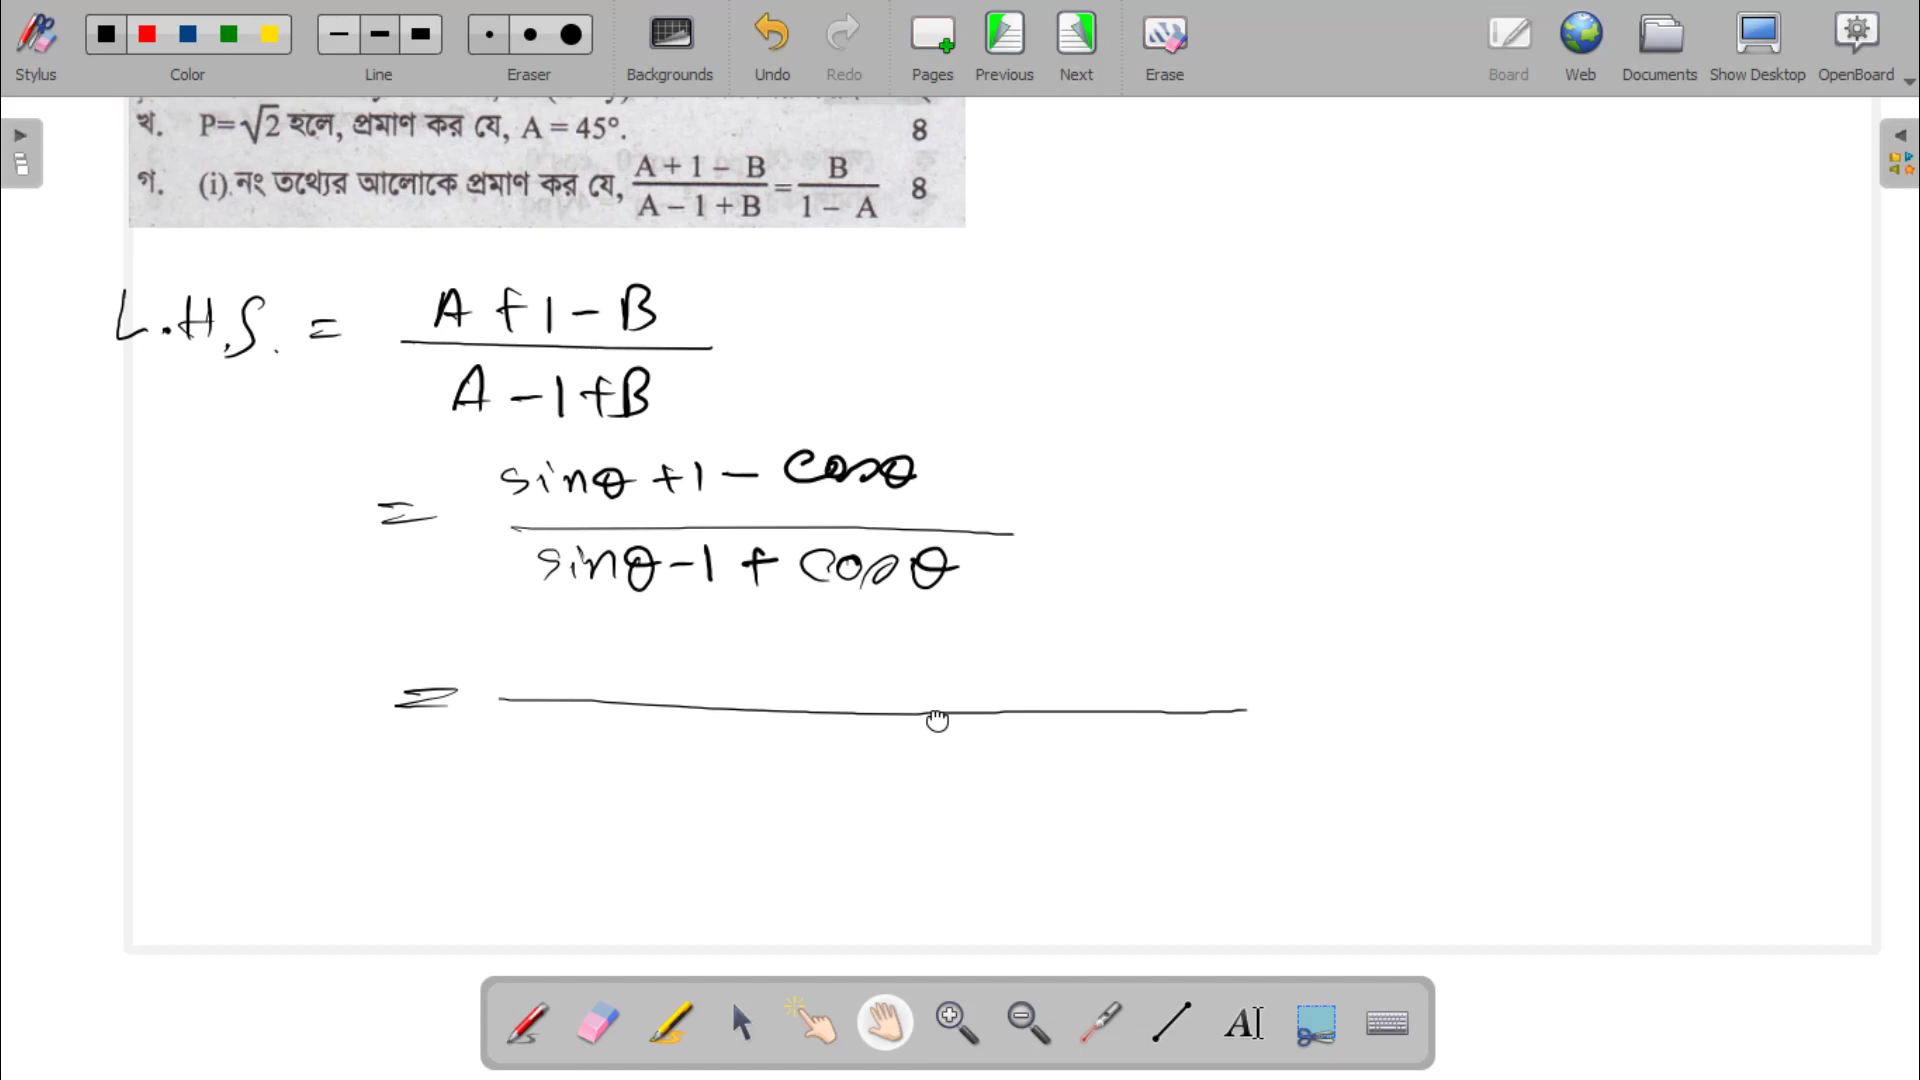 Stylus Color Line Eraser Backgrounds Undo Redo Pages Previous Next Erase Board Web Documents Show Desktop OpenBoard
খ. P=√2 হলে, প্রমাণ কর যে, A = 45°. 8
গ. (i).নং তথ্যের আলোকে প্রমাণ কর যে, (A + 1 − B)/(A − 1 + B) = B/(1 − A) 8
L.H.S. = (A + 1 − B)/(A − 1 + B)
= (sinθ + 1 − cosθ)/(sinθ − 1 + cosθ)
=